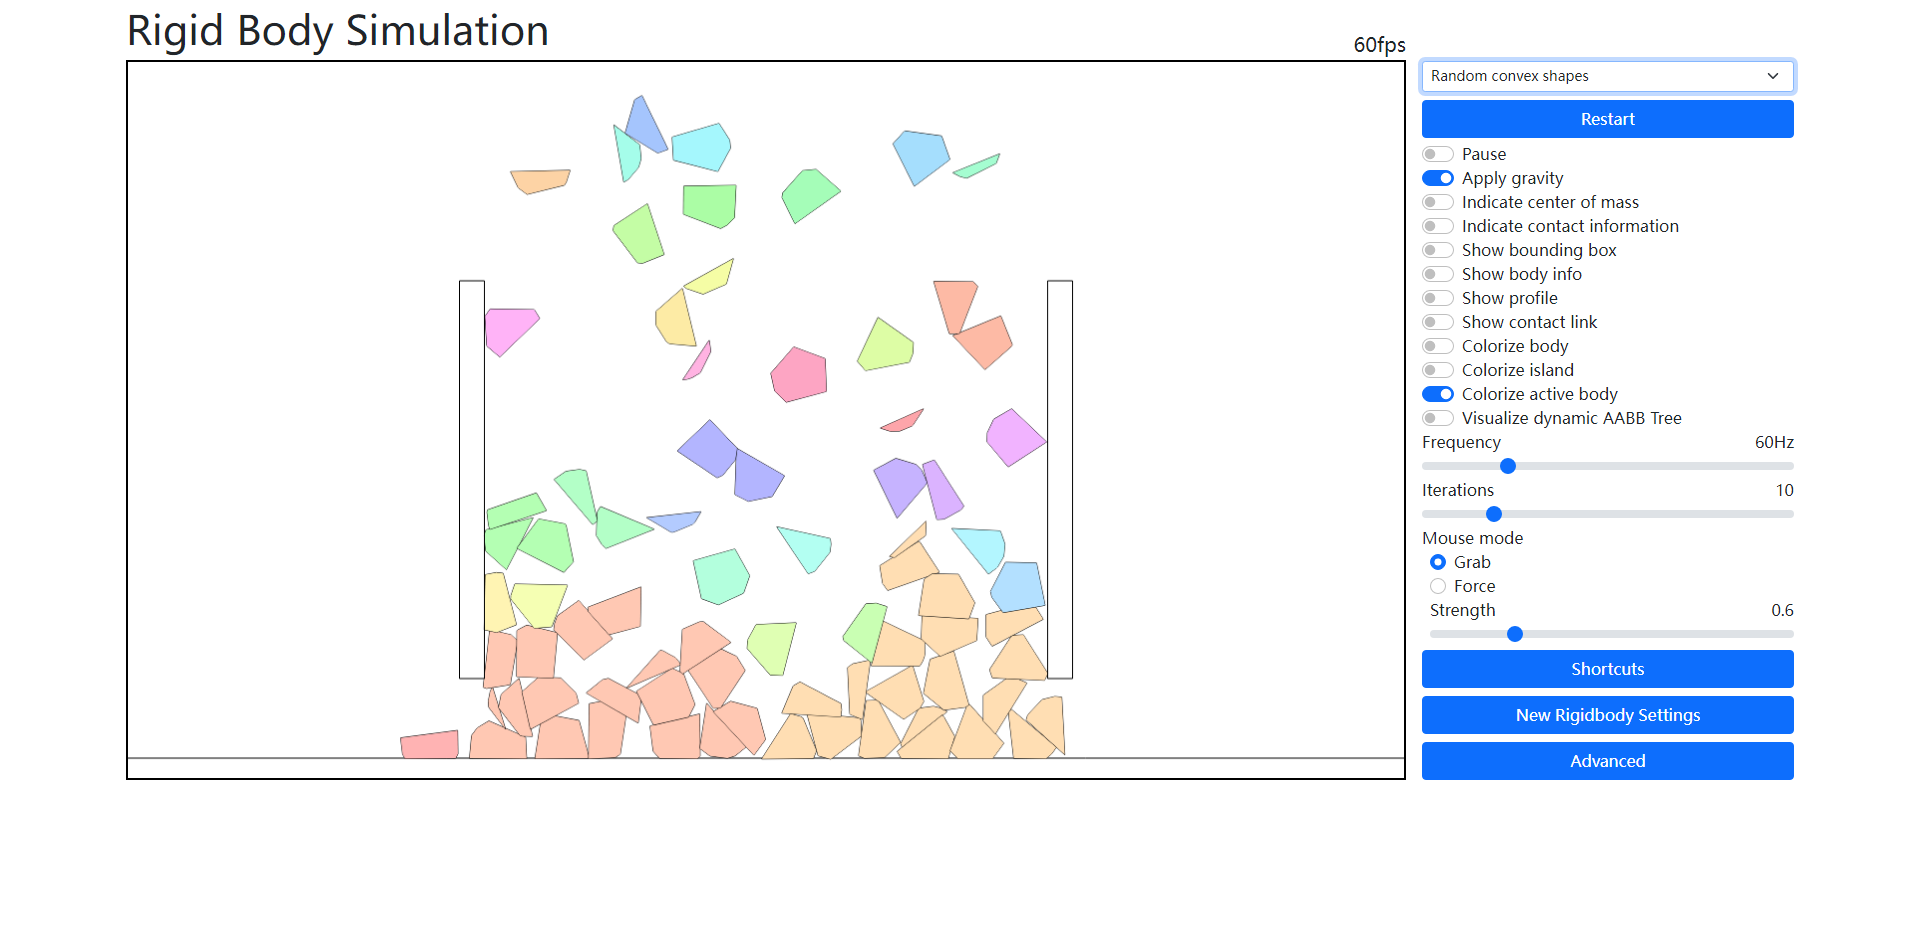 Rigid Body Simulation
60fps
Random convex shapes
Restart
Pause
Apply gravity
Indicate center of mass
Indicate contact information
Show bounding box
Show body info
Show profile
Show contact link
Colorize body
Colorize island
Colorize active body
Visualize dynamic AABB Tree
Frequency 60Hz
Iterations 10
Mouse mode
Grab
Force
Strength 0.6
Shortcuts
New Rigidbody Settings
Advanced